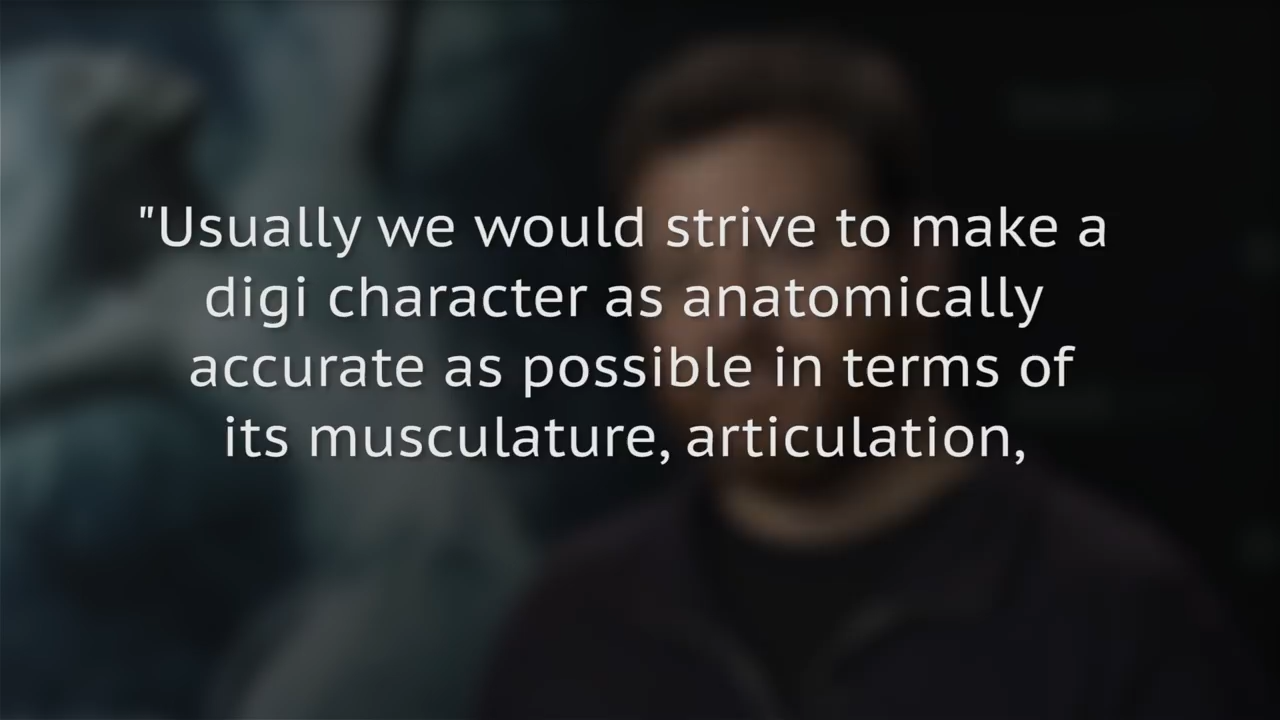 "Usually we would strive to make a
digi character as anatomically
accurate as possible in terms of
its musculature, articulation,